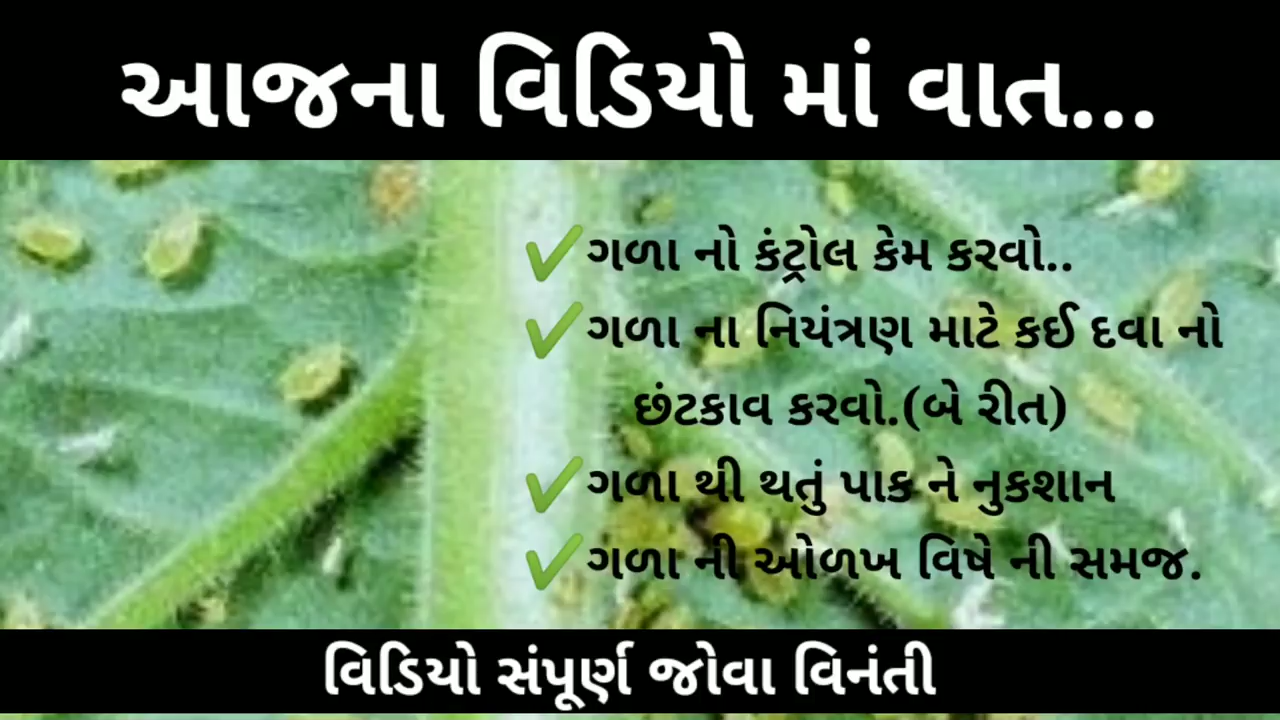 આજના વિડિયો માં વાત...
✔ગળા નો કંટ્રોલ કેમ કરવો..
✔ગળા ના નિયંત્રણ માટે કઈ દવા નો
છંટકાવ કરવો.(બે રીત)
✔ગળા થી થતું પાક ને નુકશાન
✔ગળા ની ઓળખ વિષે ની સમજ.
વિડિયો સંપૂર્ણ જોવા વિનંતી